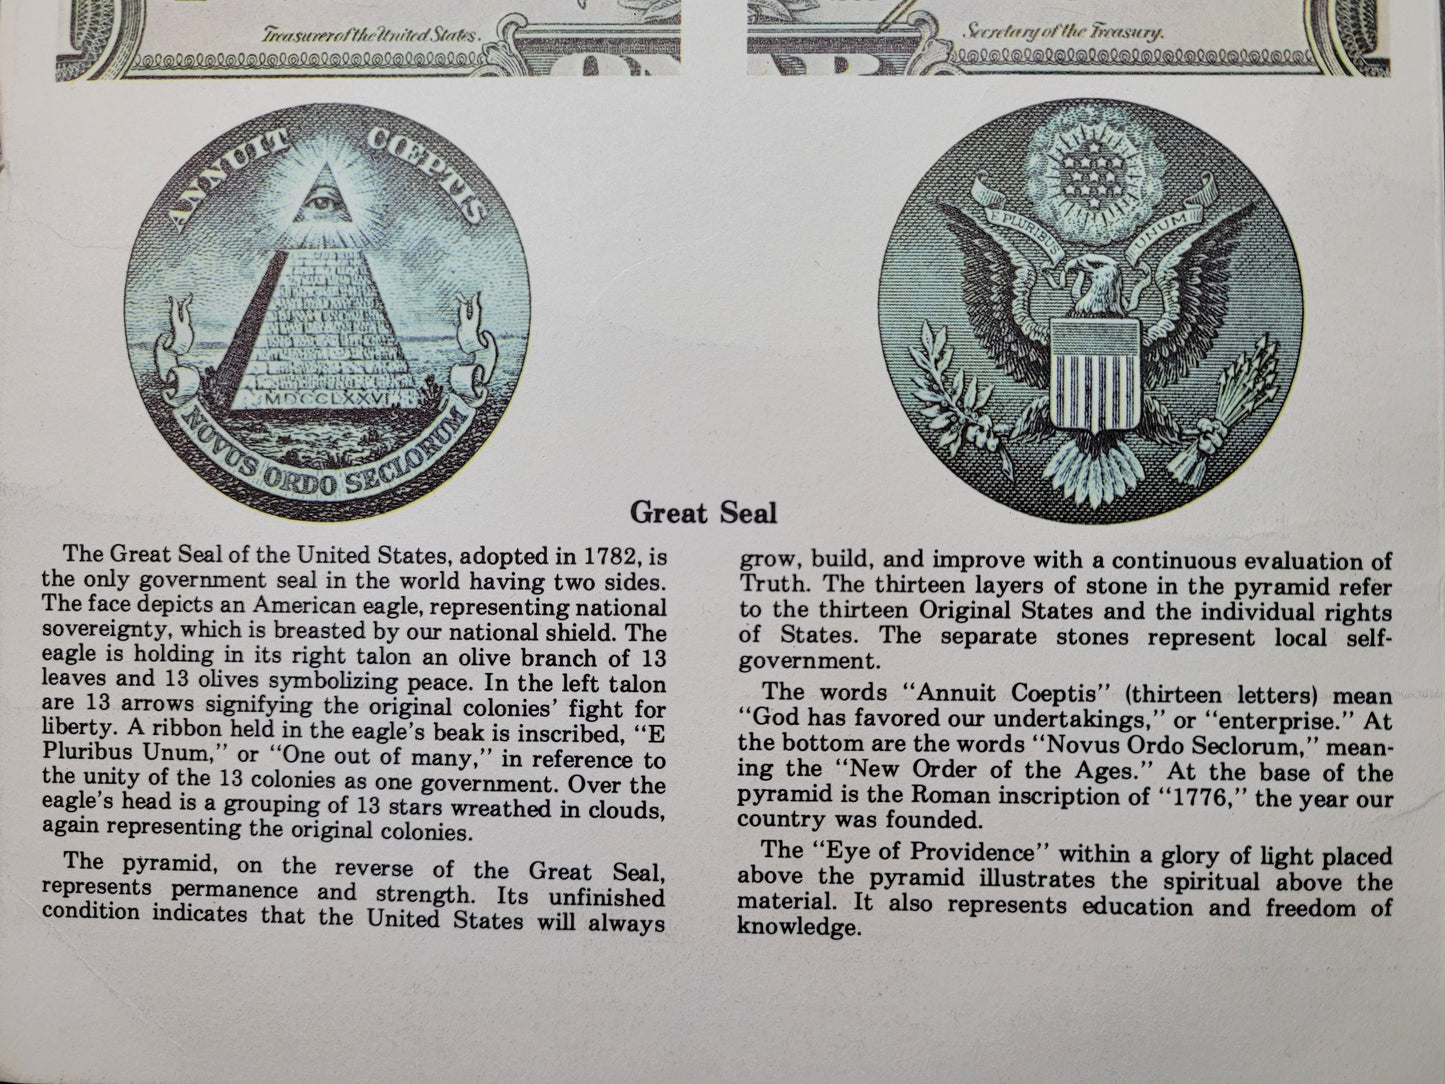 Treasurer of the United States.
Secretary of the Treasury.
ANNUIT CŒPTIS
MDCCLXXVI
NOVUS ORDO SECLORUM
E PLURIBUS UNUM
Great Seal
The Great Seal of the United States, adopted in 1782, is
the only government seal in the world having two sides.
The face depicts an American eagle, representing national
sovereignty, which is breasted by our national shield. The
eagle is holding in its right talon an olive branch of 13
leaves and 13 olives symbolizing peace. In the left talon
are 13 arrows signifying the original colonies’ fight for
liberty. A ribbon held in the eagle’s beak is inscribed, “E
Pluribus Unum,” or “One out of many,” in reference to
the unity of the 13 colonies as one government. Over the
eagle’s head is a grouping of 13 stars wreathed in clouds,
again representing the original colonies.
The pyramid, on the reverse of the Great Seal,
represents permanence and strength. Its unfinished
condition indicates that the United States will always
grow, build, and improve with a continuous evaluation of
Truth. The thirteen layers of stone in the pyramid refer
to the thirteen Original States and the individual rights
of States. The separate stones represent local self-
government.
The words “Annuit Coeptis” (thirteen letters) mean
“God has favored our undertakings,” or “enterprise.” At
the bottom are the words “Novus Ordo Seclorum,” mean-
ing the “New Order of the Ages.” At the base of the
pyramid is the Roman inscription of “1776,” the year our
country was founded.
The “Eye of Providence” within a glory of light placed
above the pyramid illustrates the spiritual above the
material. It also represents education and freedom of
knowledge.